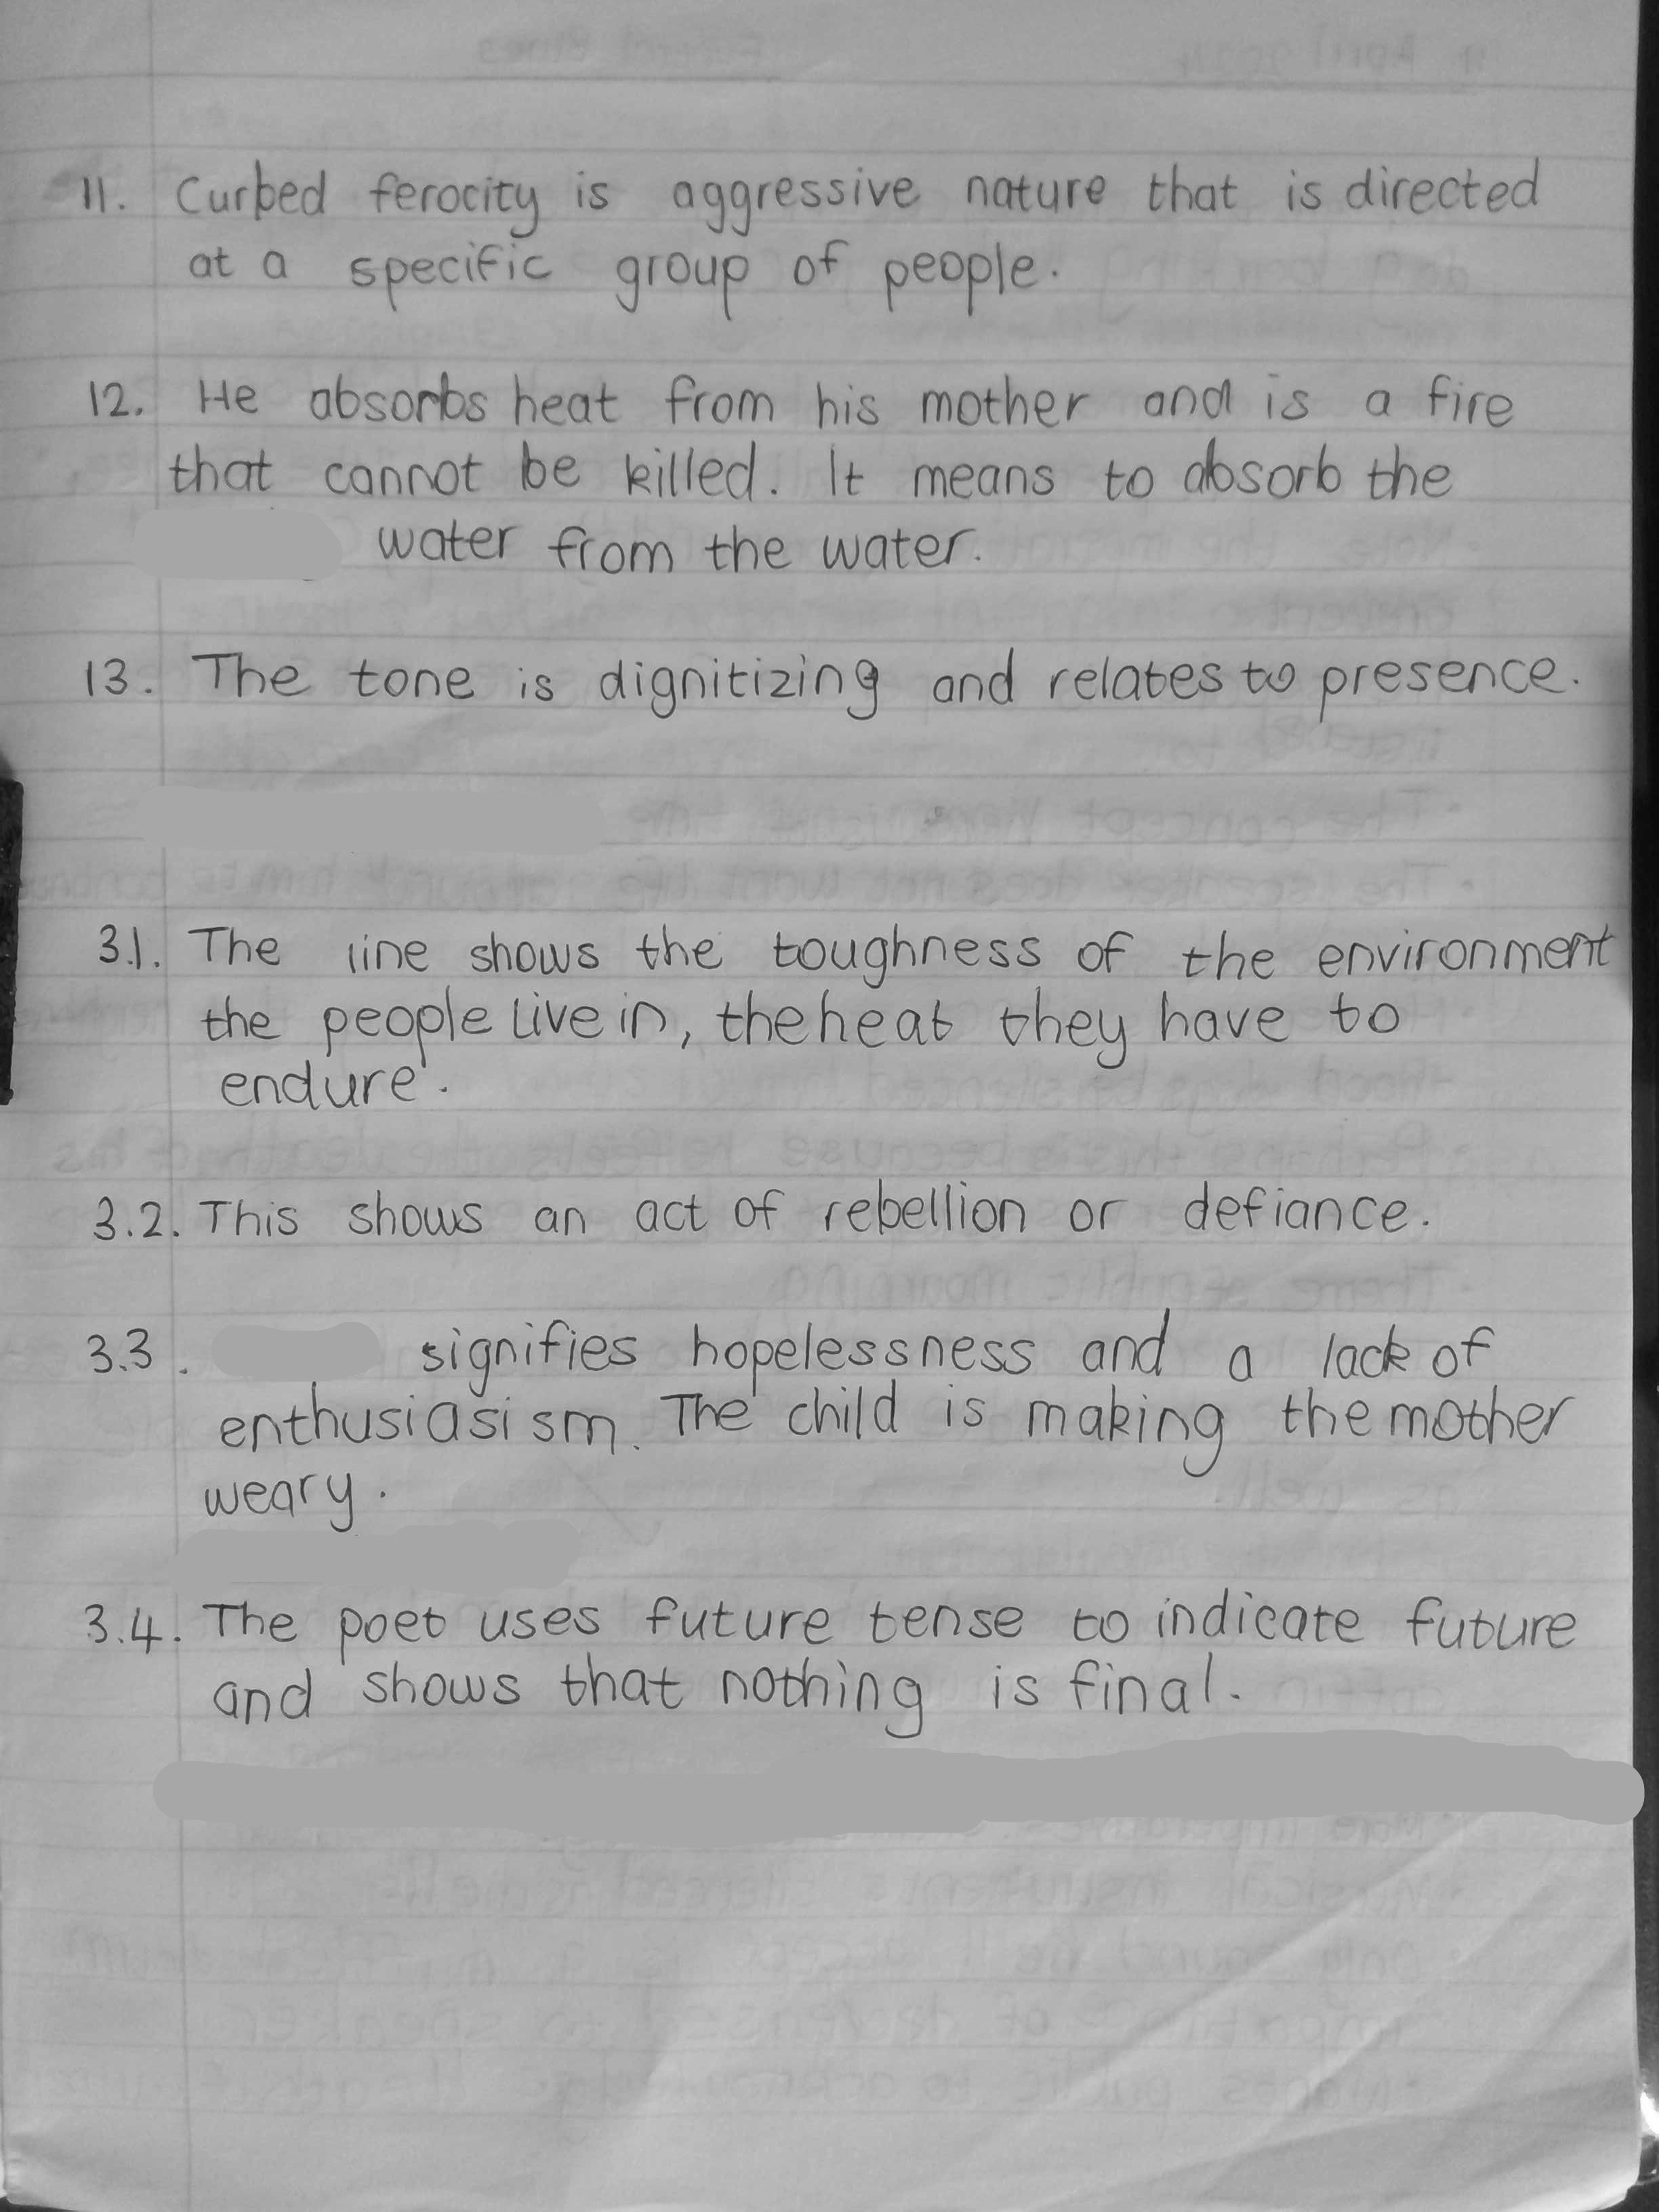 11. Curbed ferocity is aggressive nature that is directed
at a specific group of people.
12. He absorbs heat from his mother and is a fire
that cannot be killed. It means to absorb the
water from the water.
13. The tone is dignitizing and relates to presence.
3.1. The line shows the toughness of the environment
the people live in, the heat they have to
endure.
3.2. This shows an act of rebellion or defiance.
3.3. signifies hopelessness and a lack of
enthusiasism. The child is making the mother
weary.
3.4. The poet uses future tense to indicate future
and shows that nothing is final.